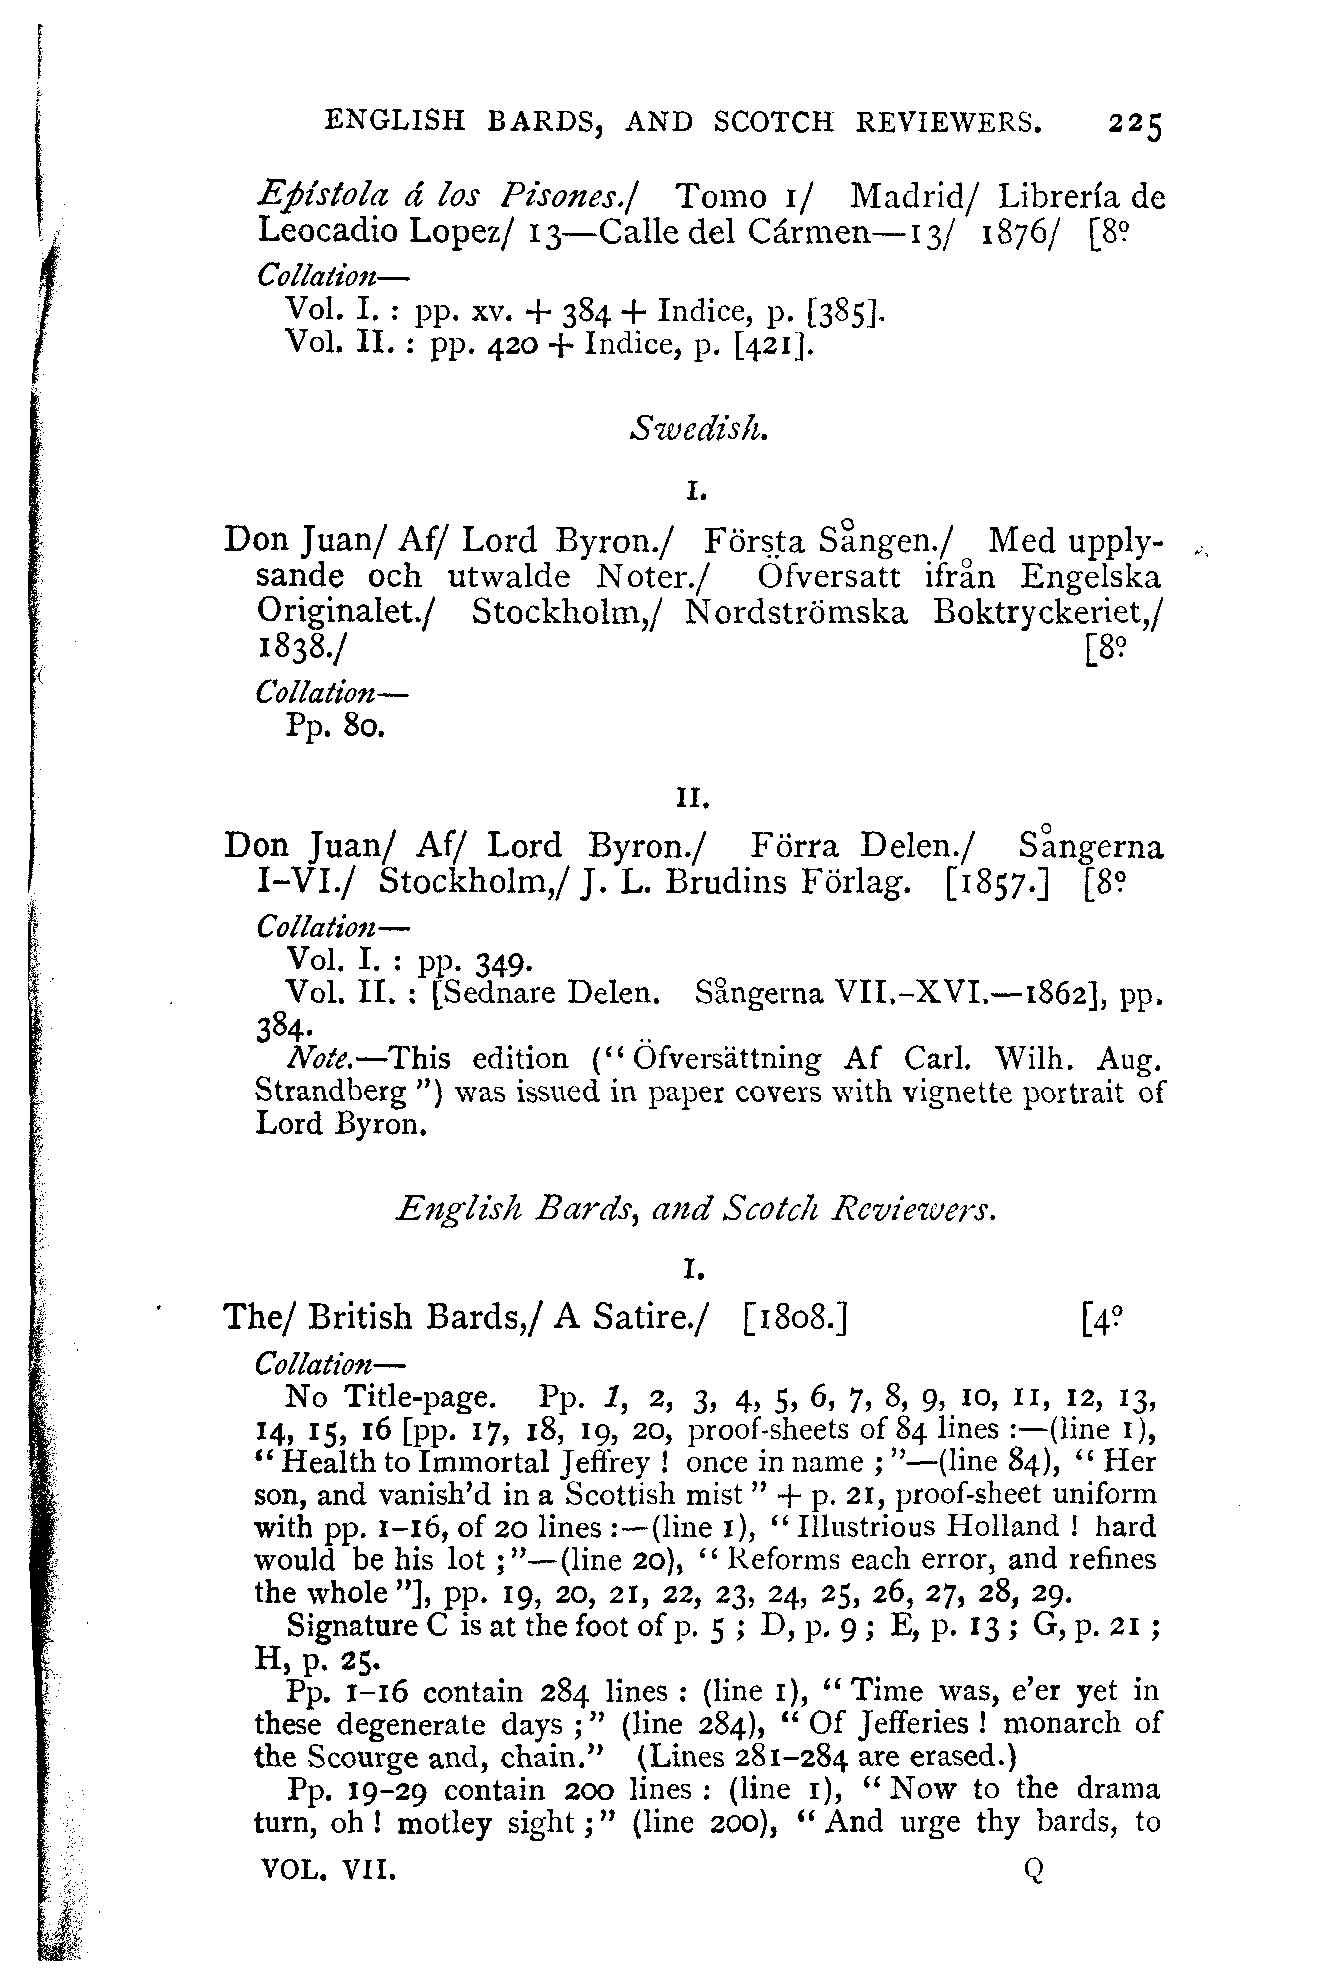 ENGLISH BARDS, AND SCOTCH REVIEWERS. 225
Epístola á los Pisones./ Tomo 1/ Madrid/ Librería de
Leocadio Lopez/ 13—Calle del Cármen—13/ 1876/ [8º
Collation—
Vol. I. : pp. xv. + 384 + Indice, p. [385].
Vol. II. : pp. 420 + Indice, p. [421].
Swedish.
I.
Don Juan/ Af/ Lord Byron./ Första Sången./ Med upply-
sande och utwalde Noter./ Öfversatt ifrån Engelska
Originalet./ Stockholm,/ Nordströmska Boktryckeriet,/
1838./ [8º
Collation—
Pp. 80.
II.
Don Juan/ Af/ Lord Byron./ Förra Delen./ Sångerna
I–VI./ Stockholm,/ J. L. Brudins Förlag. [1857.] [8º
Collation—
Vol. I. : pp. 349.
Vol. II. : [Sednare Delen. Sångerna VII.–XVI.—1862], pp.
384.
Note.—This edition (“Öfversättning Af Carl. Wilh. Aug.
Strandberg”) was issued in paper covers with vignette portrait of
Lord Byron.
English Bards, and Scotch Reviewers.
I.
The/ British Bards,/ A Satire./ [1808.] [4º
Collation—
No Title-page. Pp. 1, 2, 3, 4, 5, 6, 7, 8, 9, 10, 11, 12, 13,
14, 15, 16 [pp. 17, 18, 19, 20, proof-sheets of 84 lines :—(line 1),
“Health to Immortal Jeffrey ! once in name ;”—(line 84), “Her
son, and vanish’d in a Scottish mist” + p. 21, proof-sheet uniform
with pp. 1–16, of 20 lines :—(line 1), “Illustrious Holland ! hard
would be his lot ;”—(line 20), “Reforms each error, and refines
the whole”], pp. 19, 20, 21, 22, 23, 24, 25, 26, 27, 28, 29.
Signature C is at the foot of p. 5 ; D, p. 9 ; E, p. 13 ; G, p. 21 ;
H, p. 25.
Pp. 1–16 contain 284 lines : (line 1), “Time was, e’er yet in
these degenerate days ;” (line 284), “Of Jefferies ! monarch of
the Scourge and, chain.” (Lines 281–284 are erased.)
Pp. 19–29 contain 200 lines : (line 1), “Now to the drama
turn, oh ! motley sight ;” (line 200), “And urge thy bards, to
VOL. VII. Q